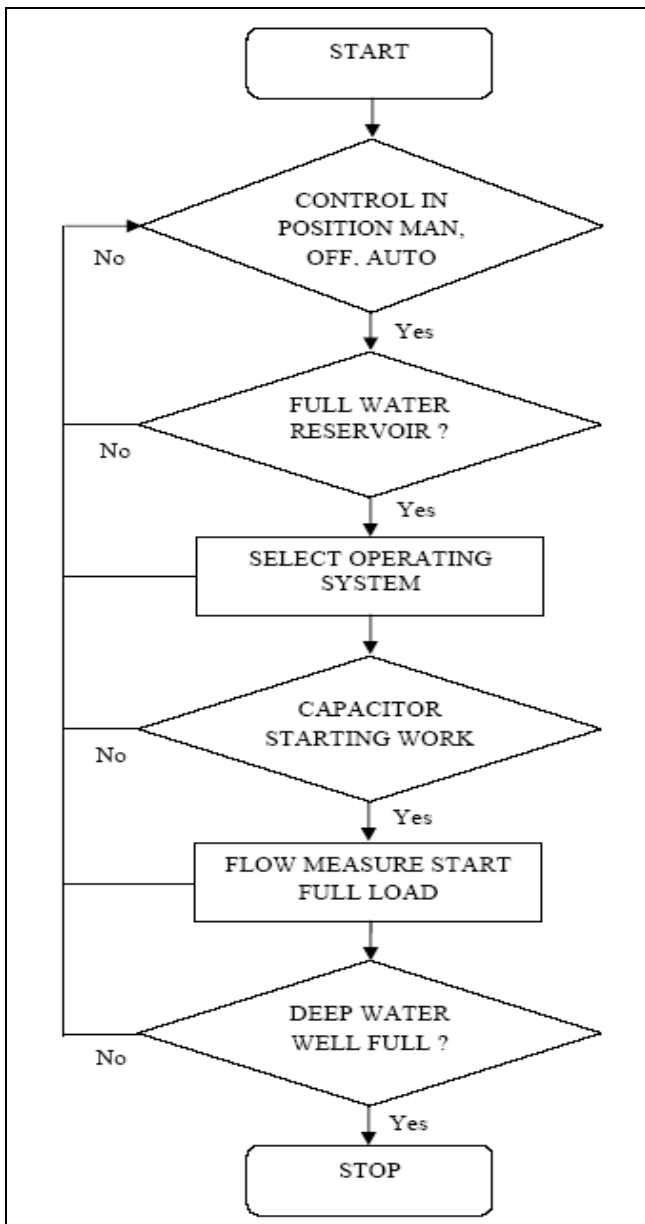 START
CONTROL IN
POSITION MAN,
OFF. AUTO
No
Yes
FULL WATER
RESERVOIR ?
No
Yes
SELECT OPERATING
SYSTEM
CAPACITOR
STARTING WORK
No
Yes
FLOW MEASURE START
FULL LOAD
DEEP WATER
WELL FULL ?
No
Yes
STOP